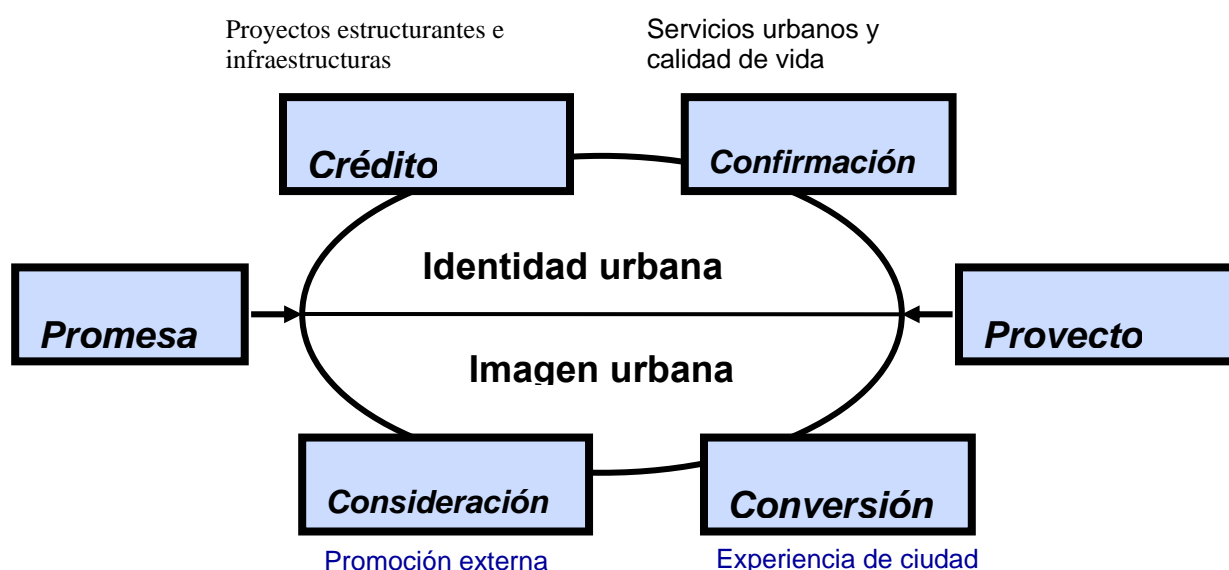 Proyectos estructurantes e
infraestructuras
Servicios urbanos y
calidad de vida
Crédito
Confirmación
Identidad urbana
Promesa
Provecto
Imagen urbana
Consideración
Conversión
Promoción externa
Experiencia de ciudad